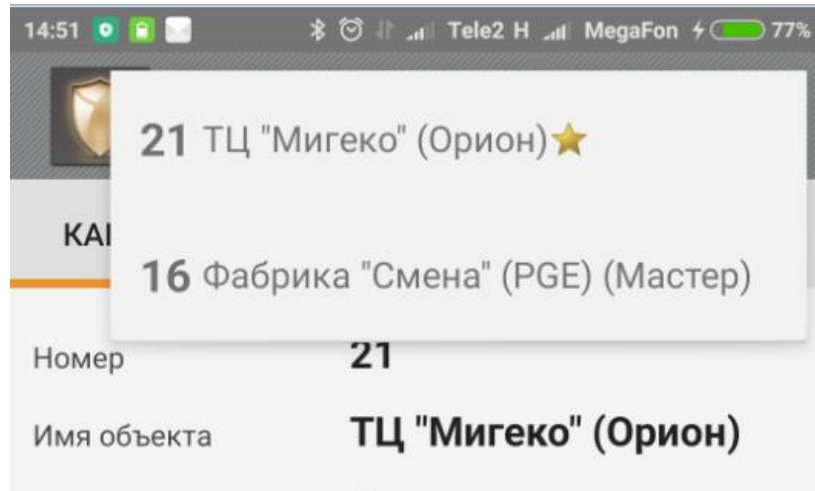 14:51 Tele2 H MegaFon 77%
21 ТЦ "Мигеко" (Орион)
КА
16 Фабрика "Смена" (PGE) (Мастер)
Номер 21
Имя объекта ТЦ "Мигеко" (Орион)